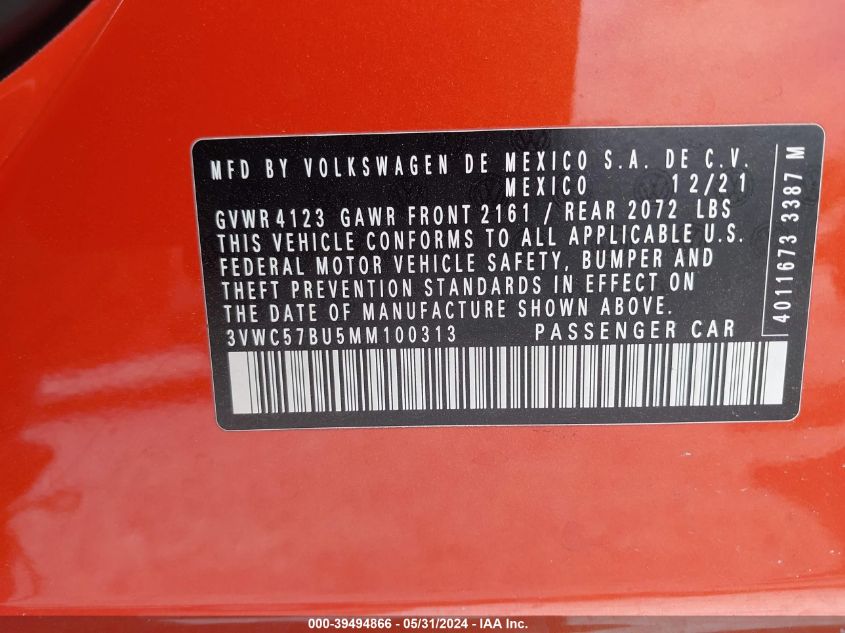 MFD BY VOLKSWAGEN DE MEXICO S.A. DE C.V.
MEXICO 12/21
GVWR 4123 GAWR FRONT 2161 / REAR 2072 LBS
THIS VEHICLE CONFORMS TO ALL APPLICABLE U.S.
FEDERAL MOTOR VEHICLE SAFETY, BUMPER AND
THEFT PREVENTION STANDARDS IN EFFECT ON
THE DATE OF MANUFACTURE SHOWN ABOVE.
3VWC57BU5MM100313 PASSENGER CAR
4011673 3387 M
000-39494866 - 05/31/2024 - IAA Inc.